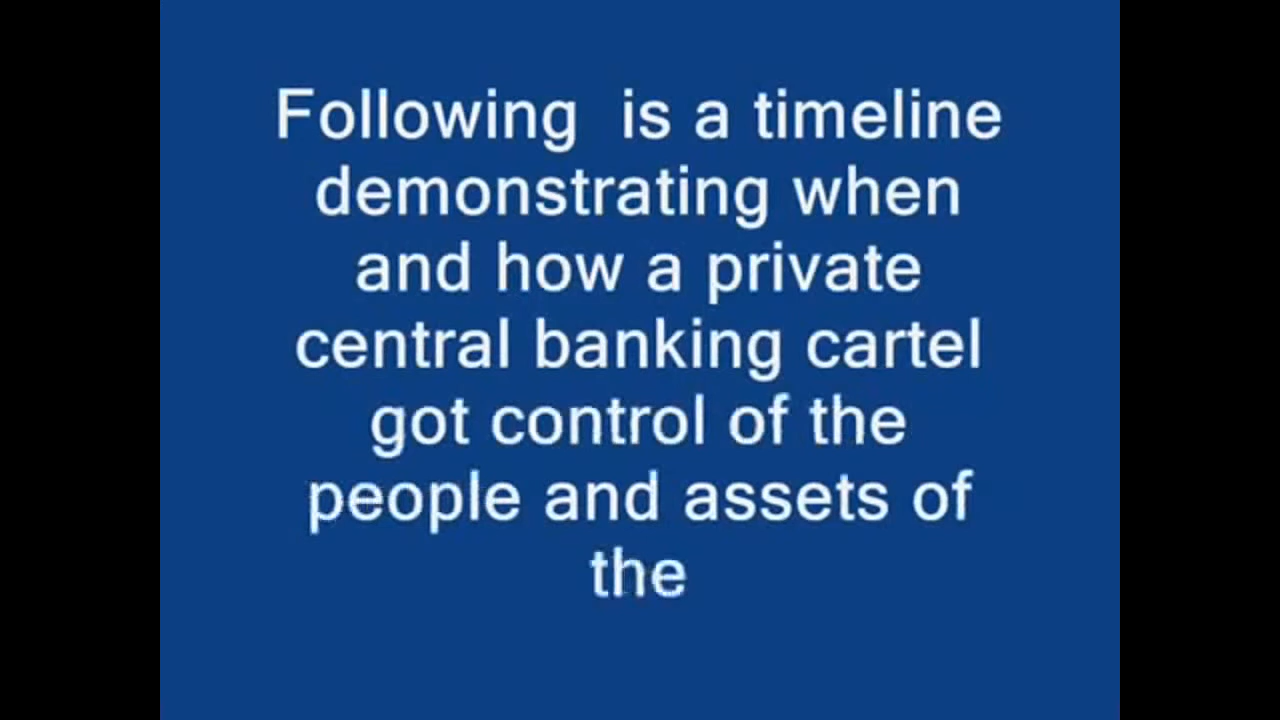 Following  is a timeline
demonstrating when
and how a private
central banking cartel
got control of the
people and assets of
the